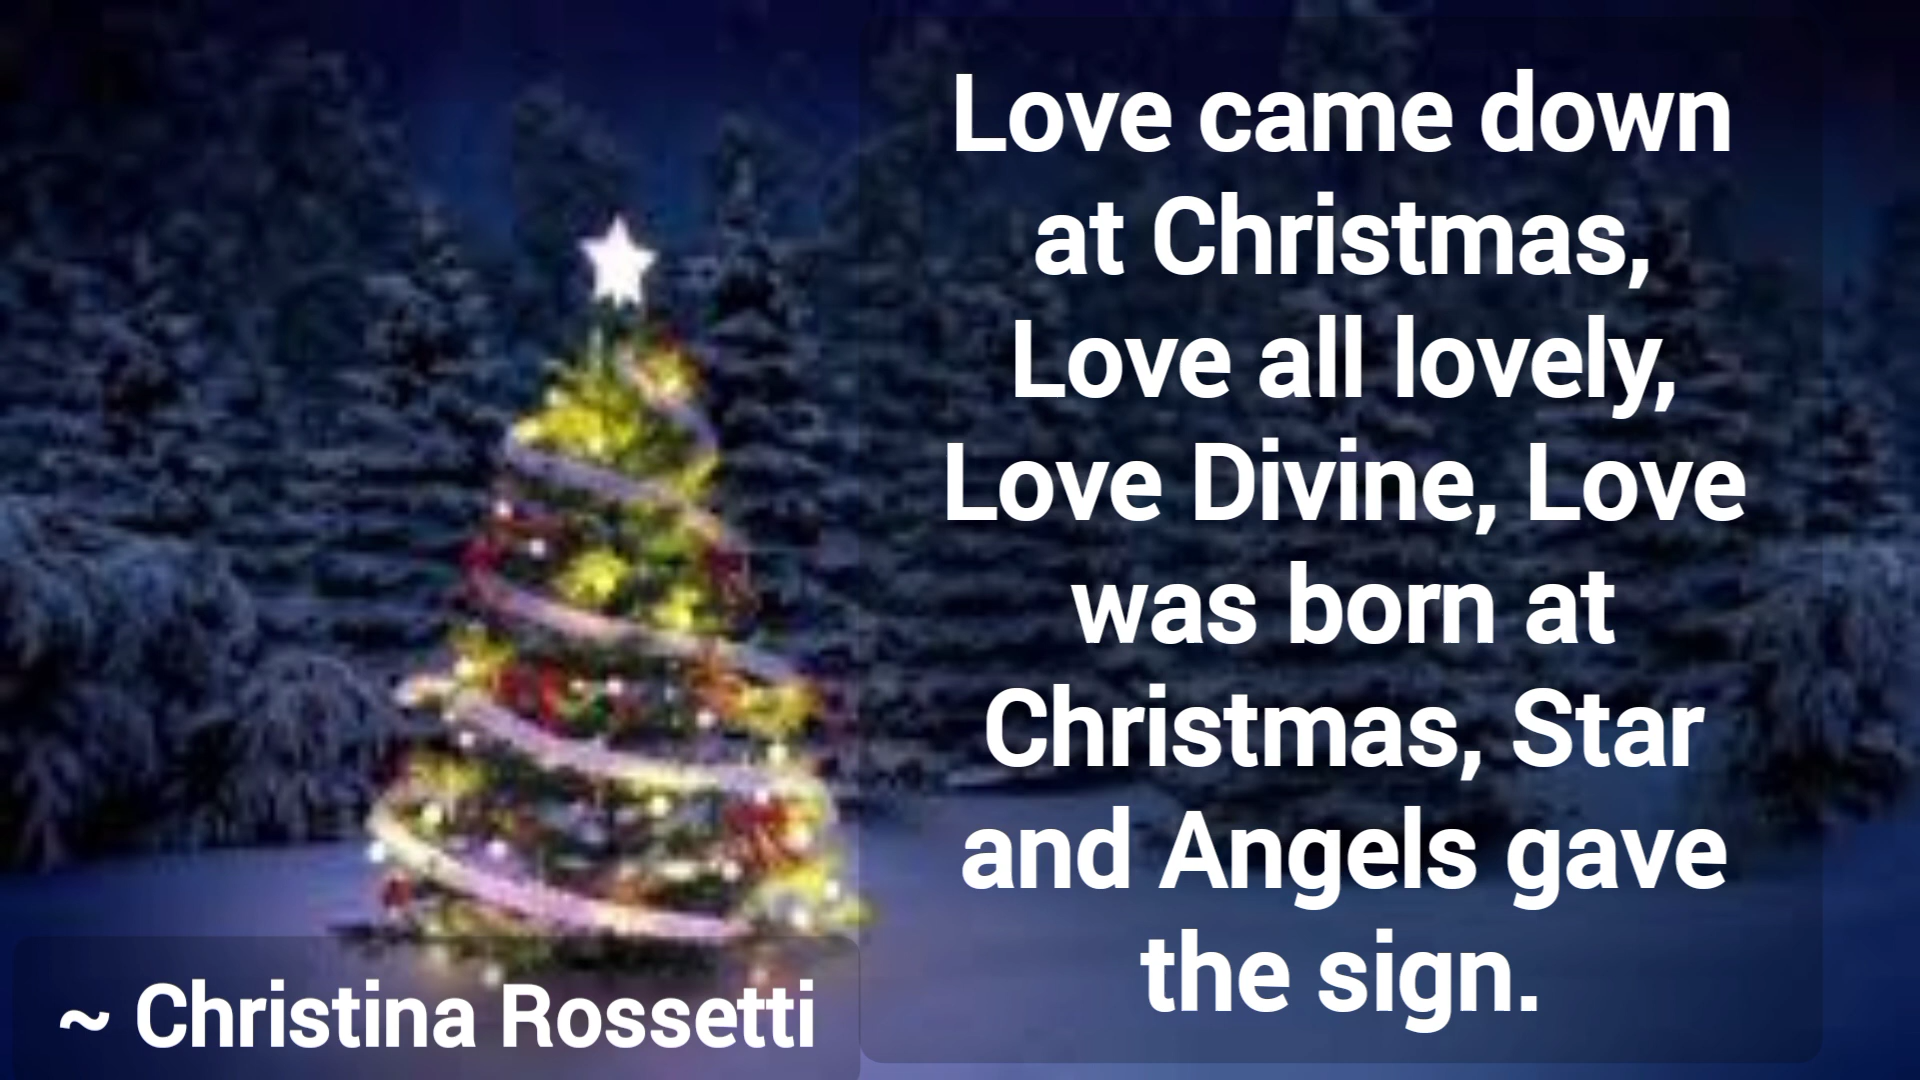 Love came down
at Christmas,
Love all lovely,
Love Divine, Love
was born at
Christmas, Star
and Angels gave
the sign.
~ Christina Rossetti